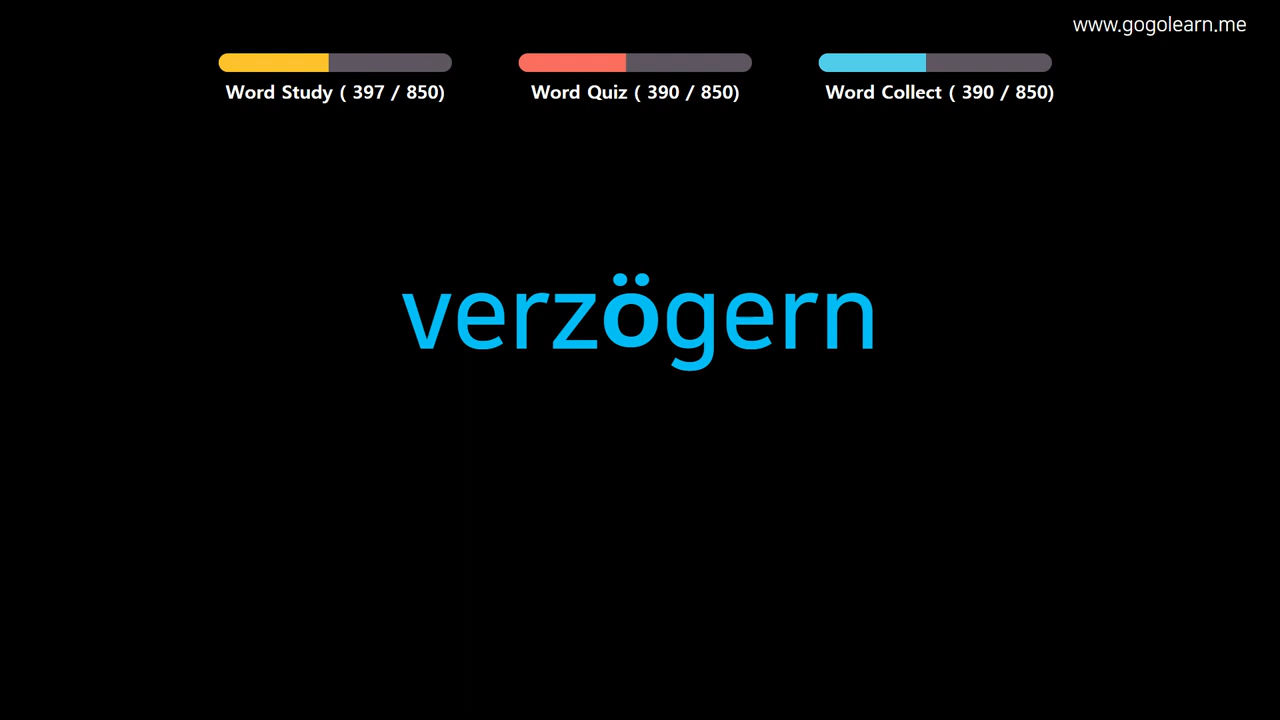 www.gogolearn.me
Word Study ( 397 / 850)
Word Quiz ( 390 / 850)
Word Collect ( 390 / 850)
verzögern